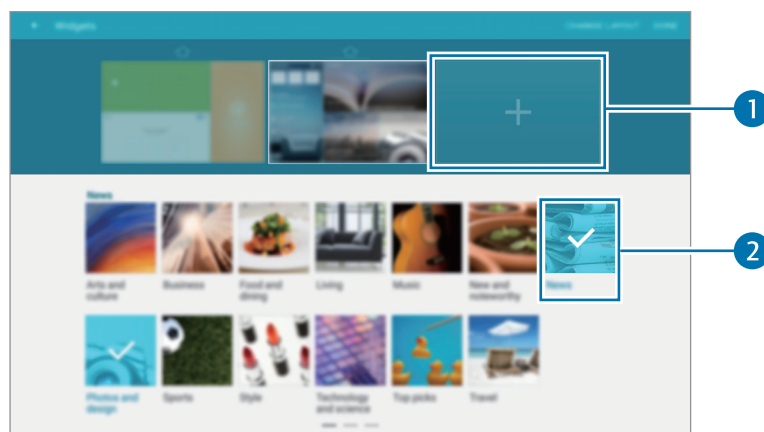 Widgets
CHANGE LAYOUT DONE
1
News
2
Arts and
culture
Business
Food and
dining
Living
Music
New and
noteworthy
News
Photos and
design
Sports
Style
Technology
and science
Top picks
Travel